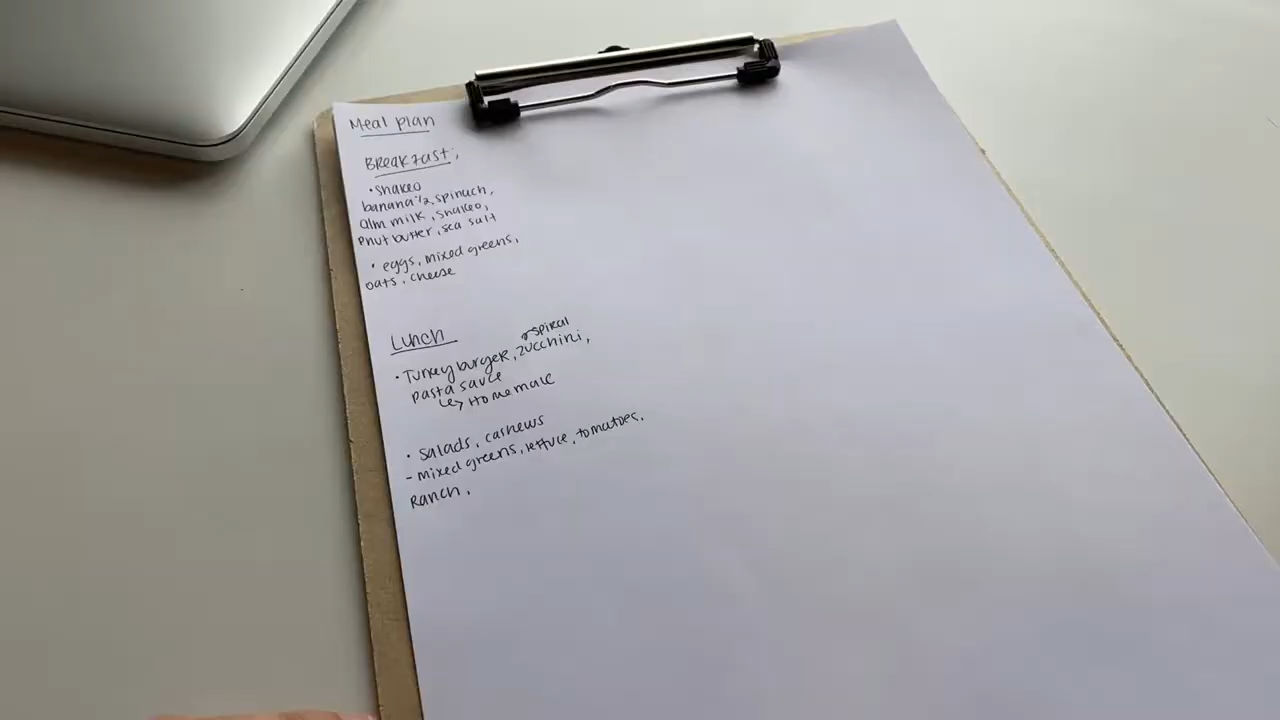 Meal plan
Breakfast;
• shakeo
banana 1/2, spinach,
alm milk, shakeo,
pnut butter, sea salt
• eggs, mixed greens,
oats, cheese
Lunch
spiral
• Turkey burger, zucchini,
pasta sauce
↳ Homemade
• salads, cashews
- mixed greens, lettuce, tomatoes,
Ranch,